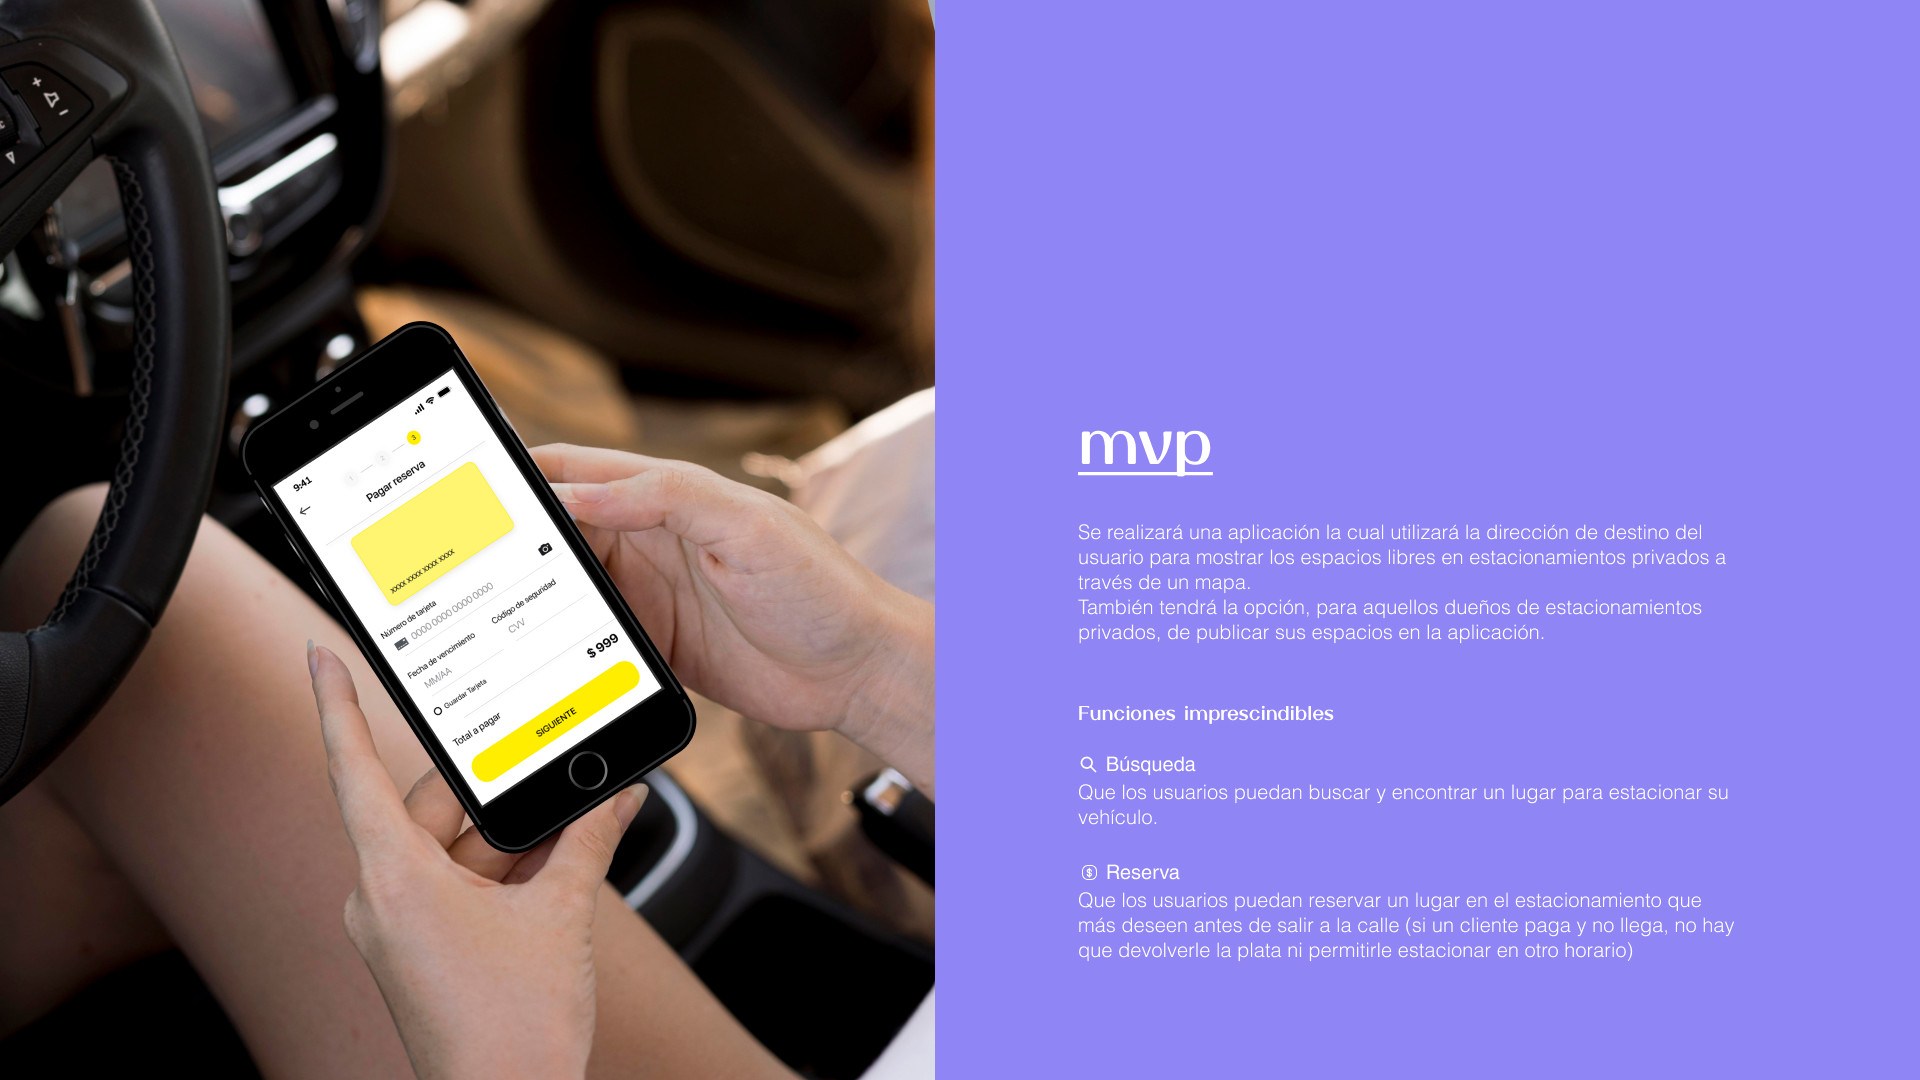 9:41
1
2
3
Pagar reserva
xxxx xxxx xxxx xxxx
Número de tarjeta
0000 0000 0000 0000
Fecha de vencimiento
Código de seguridad
MM/AA
CVV
Guardar Tarjeta
Total a pagar
$ 999
SIGUIENTE
mvp
Se realizará una aplicación la cual utilizará la dirección de destino del
usuario para mostrar los espacios libres en estacionamientos privados a
través de un mapa.
También tendrá la opción, para aquellos dueños de estacionamientos
privados, de publicar sus espacios en la aplicación.
Funciones imprescindibles
Búsqueda
Que los usuarios puedan buscar y encontrar un lugar para estacionar su
vehículo.
$ Reserva
Que los usuarios puedan reservar un lugar en el estacionamiento que
más deseen antes de salir a la calle (si un cliente paga y no llega, no hay
que devolverle la plata ni permitirle estacionar en otro horario)